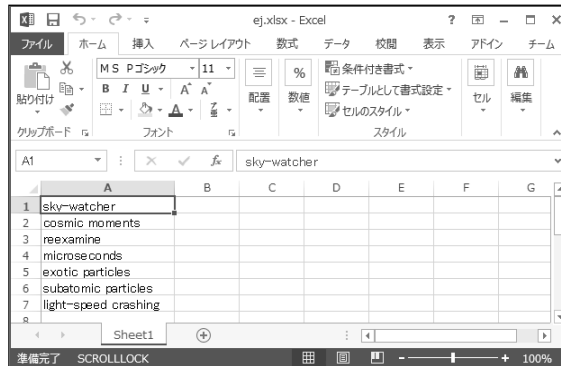 ej.xlsx - Excel
ファイル ホーム 挿入 ページ レイアウト 数式 データ 校閲 表示 アドイン チーム
貼り付け
MS Pゴシック 11
B I U A A
A
配置
%
数値
条件付き書式
テーブルとして書式設定
セルのスタイル
セル
編集
クリップボード フォント スタイル
A1 fx sky-watcher
A B C D E F G
1 sky-watcher
2 cosmic moments
3 reexamine
4 microseconds
5 exotic particles
6 subatomic particles
7 light-speed crashing
8
Sheet1
準備完了 SCROLLLOCK 100%